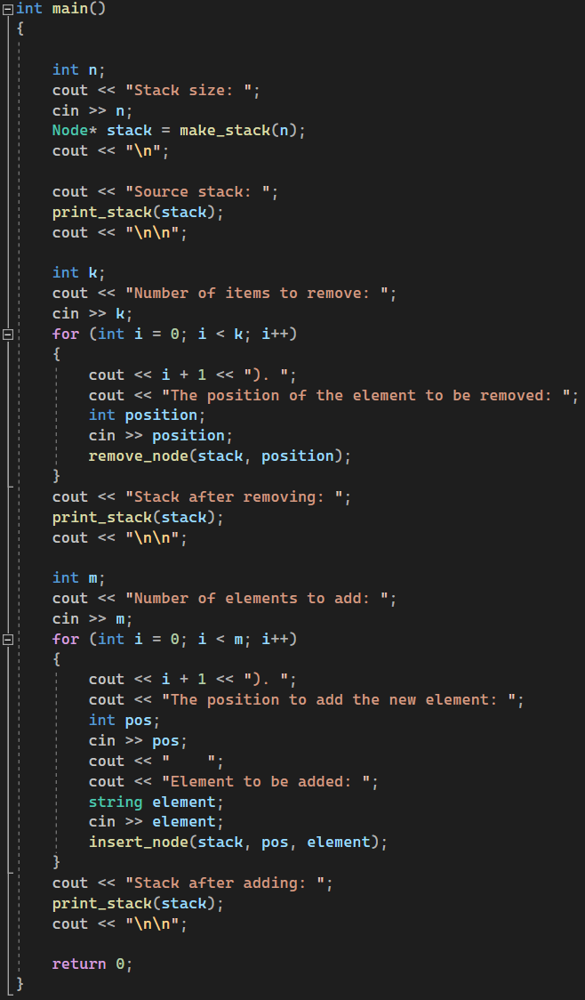 int main()
{
    int n;
    cout << "Stack size: ";
    cin >> n;
    Node* stack = make_stack(n);
    cout << "\n";

    cout << "Source stack: ";
    print_stack(stack);
    cout << "\n\n";

    int k;
    cout << "Number of items to remove: ";
    cin >> k;
    for (int i = 0; i < k; i++)
    {
        cout << i + 1 << "). ";
        cout << "The position of the element to be removed: ";
        int position;
        cin >> position;
        remove_node(stack, position);
    }
    cout << "Stack after removing: ";
    print_stack(stack);
    cout << "\n\n";

    int m;
    cout << "Number of elements to add: ";
    cin >> m;
    for (int i = 0; i < m; i++)
    {
        cout << i + 1 << "). ";
        cout << "The position to add the new element: ";
        int pos;
        cin >> pos;
        cout << "    ";
        cout << "Element to be added: ";
        string element;
        cin >> element;
        insert_node(stack, pos, element);
    }
    cout << "Stack after adding: ";
    print_stack(stack);
    cout << "\n\n";

    return 0;
}